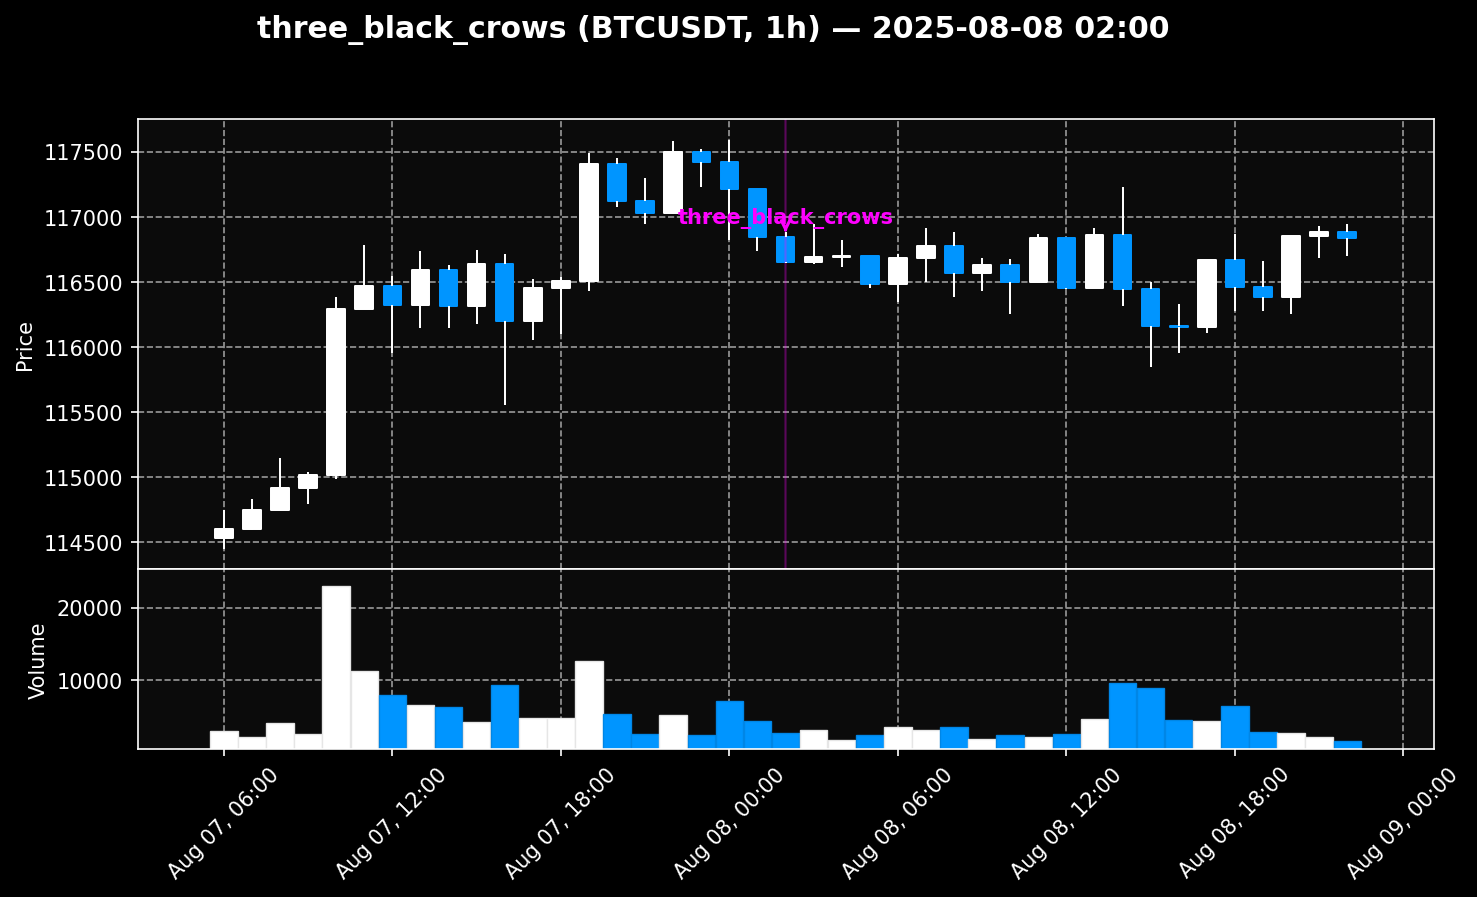 three_black_crows (BTCUSDT, 1h) — 2025-08-08 02:00
117500
117000
116500
116000
115500
115000
114500
Price
three_black_crows
20000
10000
Volume
Aug 07, 06:00
Aug 07, 12:00
Aug 07, 18:00
Aug 08, 00:00
Aug 08, 06:00
Aug 08, 12:00
Aug 08, 18:00
Aug 09, 00:00